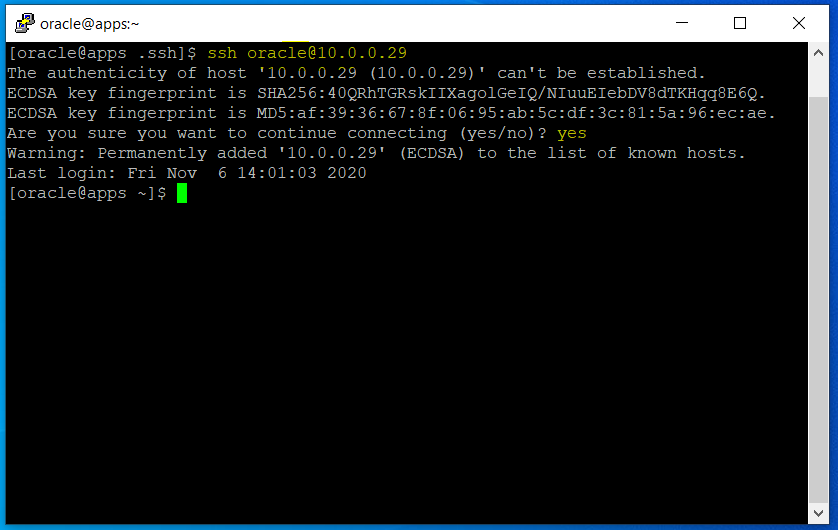 oracle@apps:~
[oracle@apps .ssh]$ ssh oracle@10.0.0.29
The authenticity of host '10.0.0.29 (10.0.0.29)' can't be established.
ECDSA key fingerprint is SHA256:40QRhTGRskIIXagolGeIQ/NIuuEIebDV8dTKHqq8E6Q.
ECDSA key fingerprint is MD5:af:39:36:67:8f:06:95:ab:5c:df:3c:81:5a:96:ec:ae.
Are you sure you want to continue connecting (yes/no)? yes
Warning: Permanently added '10.0.0.29' (ECDSA) to the list of known hosts.
Last login: Fri Nov  6 14:01:03 2020
[oracle@apps ~]$